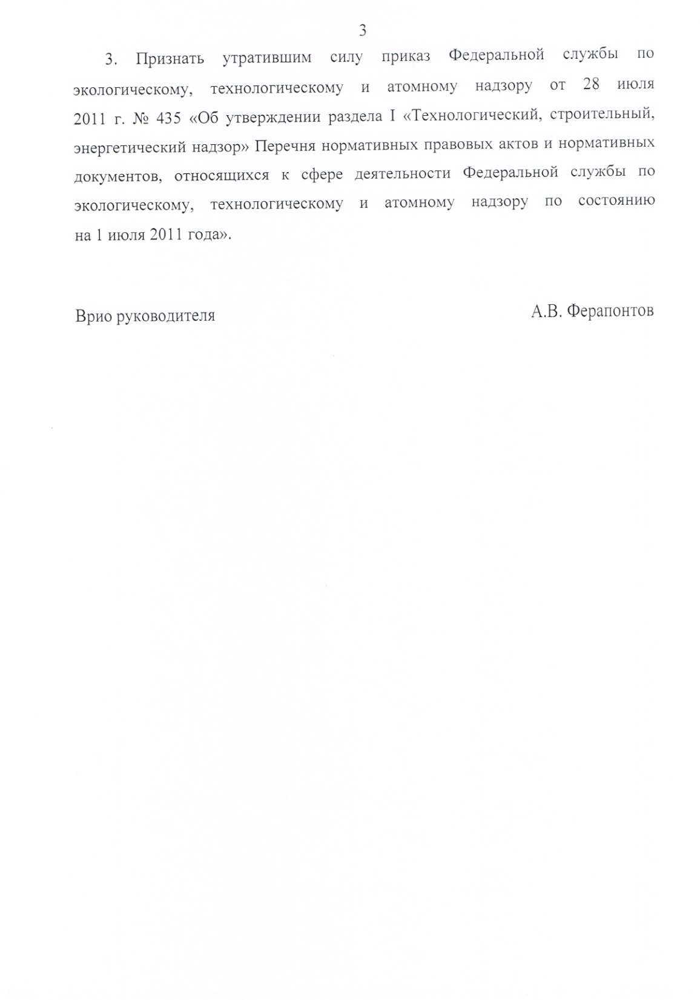 3
3. Признать утратившим силу приказ Федеральной службы по
экологическому, технологическому и атомному надзору от 28 июля
2011 г. № 435 «Об утверждении раздела I «Технологический, строительный,
энергетический надзор» Перечня нормативных правовых актов и нормативных
документов, относящихся к сфере деятельности Федеральной службы по
экологическому, технологическому и атомному надзору по состоянию
на 1 июля 2011 года».
Врио руководителя А.В. Ферапонтов